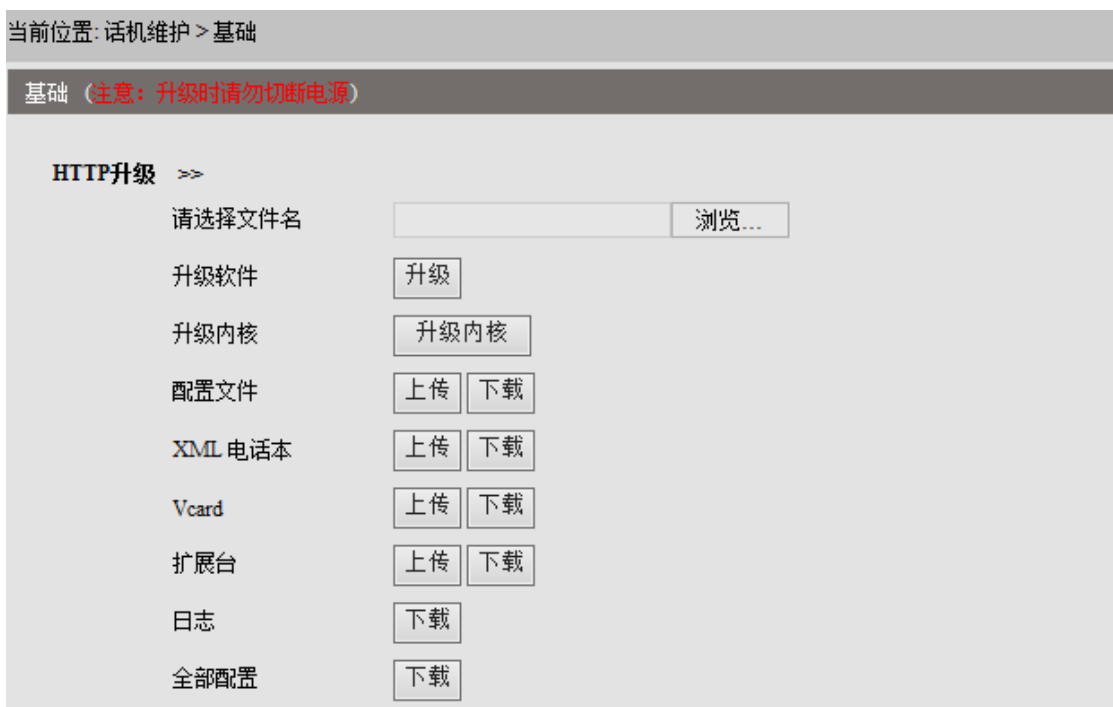 当前位置: 话机维护 > 基础
基础 (注意：升级时请勿切断电源)
HTTP升级 >>
请选择文件名 浏览...
升级软件 升级
升级内核 升级内核
配置文件 上传 下载
XML 电话本 上传 下载
Vcard 上传 下载
扩展台 上传 下载
日志 下载
全部配置 下载